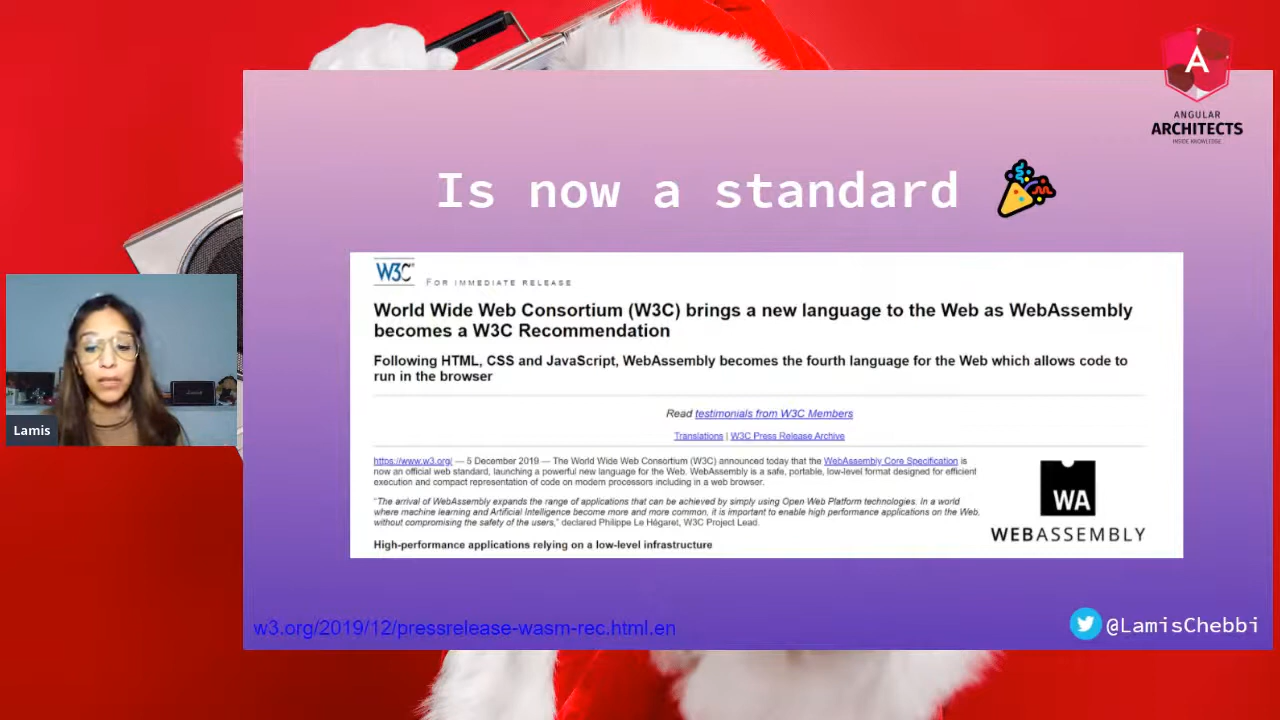 A
ANGULAR
ARCHITECTS
INSIDE KNOWLEDGE
Is now a standard
W3C
FOR IMMEDIATE RELEASE
World Wide Web Consortium (W3C) brings a new language to the Web as WebAssembly
becomes a W3C Recommendation
Following HTML, CSS and JavaScript, WebAssembly becomes the fourth language for the Web which allows code to
run in the browser
Read testimonials from W3C Members
Translations | W3C Press Release Archive
https://www.w3.org/ — 5 December 2019 — The World Wide Web Consortium (W3C) announced today that the WebAssembly Core Specification is
now an official web standard, launching a powerful new language for the Web. WebAssembly is a safe, portable, low-level format designed for efficient
execution and compact representation of code on modern processors including in a web browser.
"The arrival of WebAssembly expands the range of applications that can be achieved by simply using Open Web Platform technologies. In a world
where machine learning and Artificial Intelligence become more and more common, it is important to enable high performance applications on the Web,
without compromising the safety of the users," declared Philippe Le Hégaret, W3C Project Lead.
High-performance applications relying on a low-level infrastructure
WA
WEBASSEMBLY
Lamis
w3.org/2019/12/pressrelease-wasm-rec.html.en
@LamisChebbi